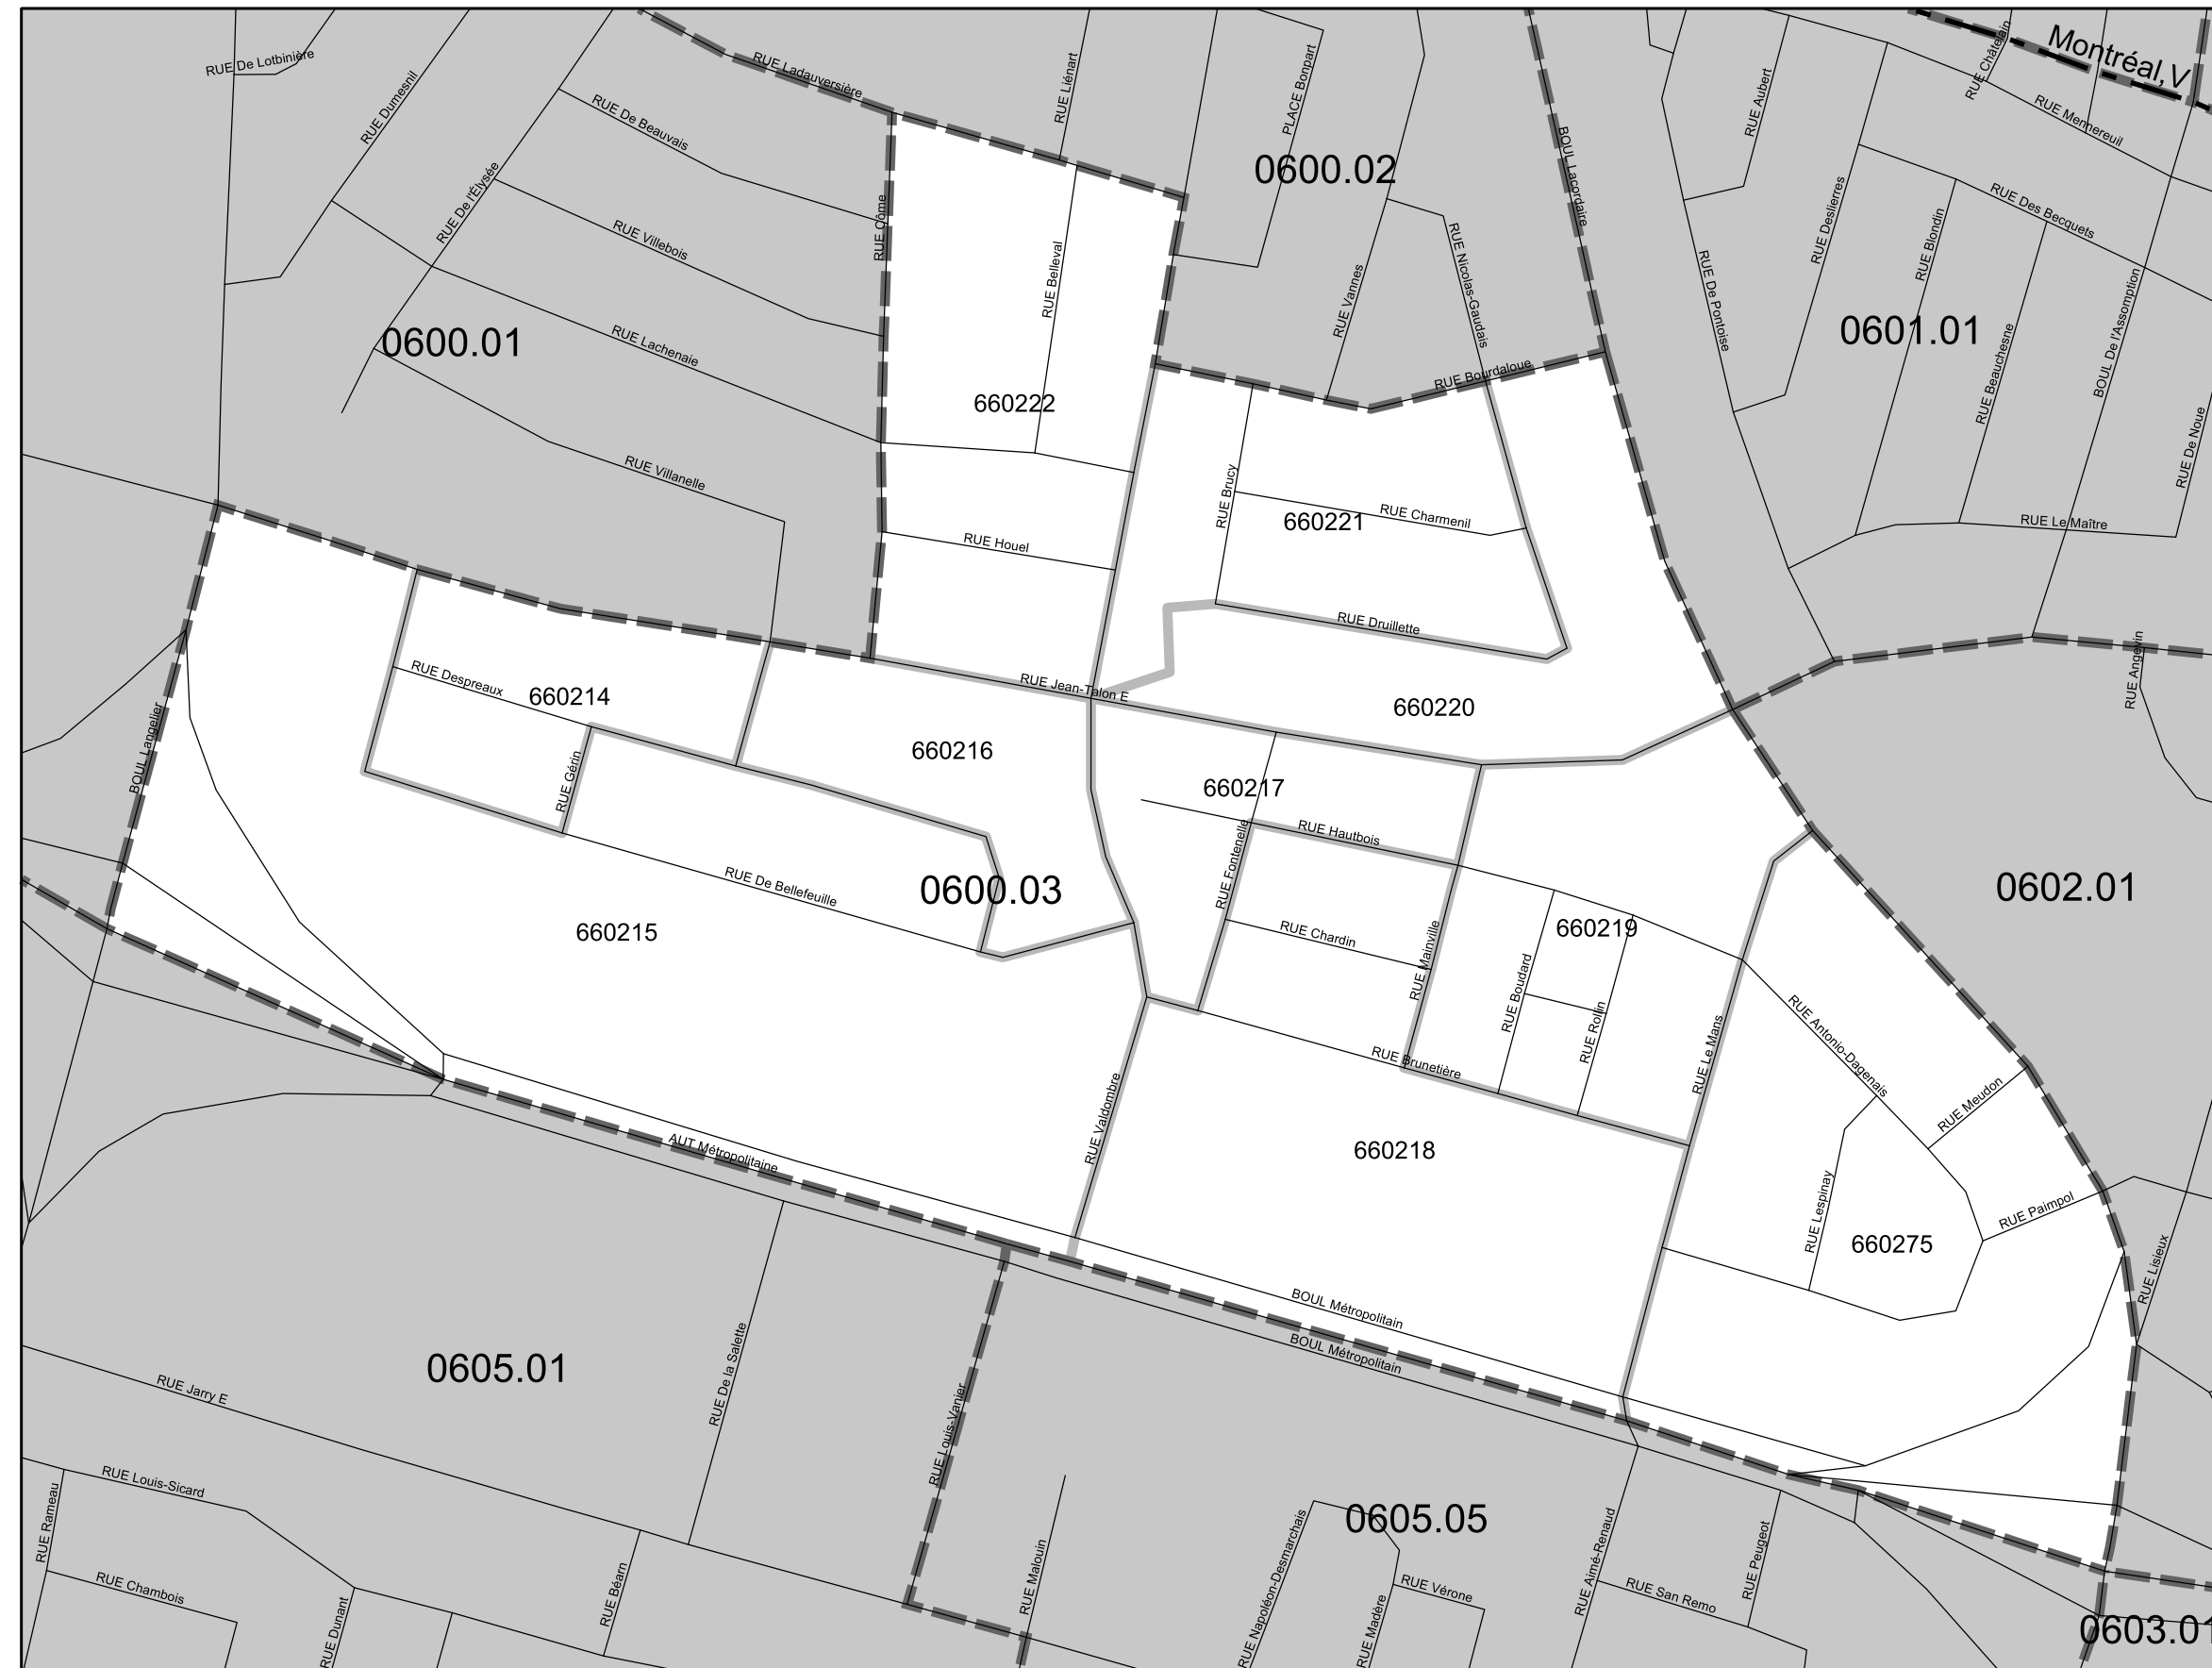 RUE De Lotbinière
RUE Dumesnil
RUE De l'Élysée
RUE Ladauversière
RUE De Beauvais
RUE Villebois
RUE Lachenaie
RUE Villanelle
RUE Côme
RUE Liénart
RUE Belleval
PLACE Bonpart
0600.02
RUE Vannes
RUE Nicolas-Gaudais
BOUL Lacordaire
RUE Bourdaloue
RUE Aubert
RUE Châtelain
Montréal, V
RUE Mennereuil
RUE Deslierres
RUE Des Becquets
RUE Blondin
RUE De Pontoise
0601.01
RUE Beauchesne
BOUL De l'Assomption
RUE De Noue
RUE Le Maître
0600.01
660222
RUE Houel
RUE Brucy
RUE Charmenil
660221
RUE Druillette
RUE Jean-Talon E
660220
RUE Angevin
BOUL Langelier
RUE Despreaux
660214
RUE Gérin
660216
660217
RUE Hautbois
RUE Fontenelle
RUE De Bellefeuille
0600.03
660215
RUE Chardin
RUE Mainville
660219
RUE Boudard
RUE Rollin
0602.01
RUE Le Mans
RUE Antonio-Dagenais
RUE Meudon
RUE Brunetière
RUE Valdombre
660218
RUE Lespinay
660275
RUE Paimpol
RUE Lisieux
AUT Métropolitaine
BOUL Métropolitain
BOUL Métropolitain
0605.01
RUE De la Salette
RUE Louis-Vanier
RUE Jarry E
RUE Louis-Sicard
RUE Rameau
RUE Chambois
RUE Dunant
RUE Béarn
RUE Malouin
0605.05
RUE Napoléon-Desmarchais
RUE Madère
RUE Vérone
RUE Aimé-Renaud
RUE San Remo
RUE Peugeot
0603.01